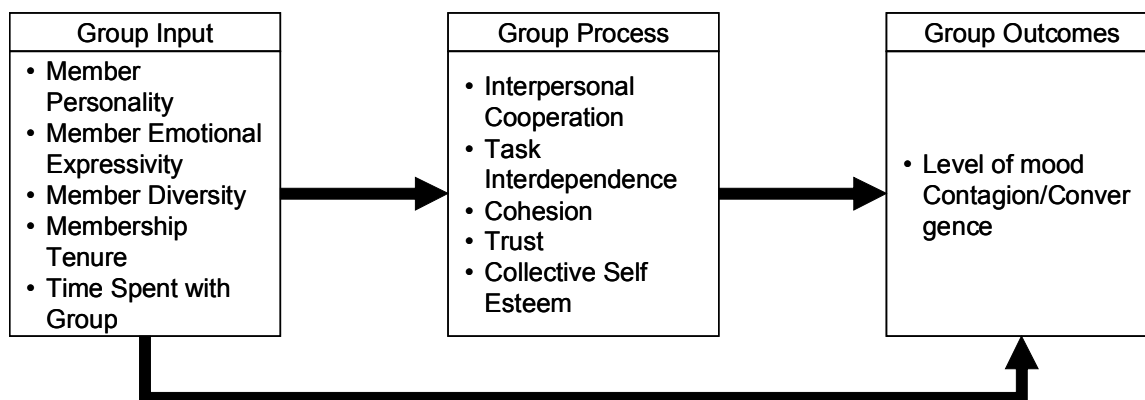 Group Input
• Member
Personality
• Member Emotional
Expressivity
• Member Diversity
• Membership
Tenure
• Time Spent with
Group
Group Process
• Interpersonal
Cooperation
• Task
Interdependence
• Cohesion
• Trust
• Collective Self
Esteem
Group Outcomes
• Level of mood
Contagion/Conver
gence